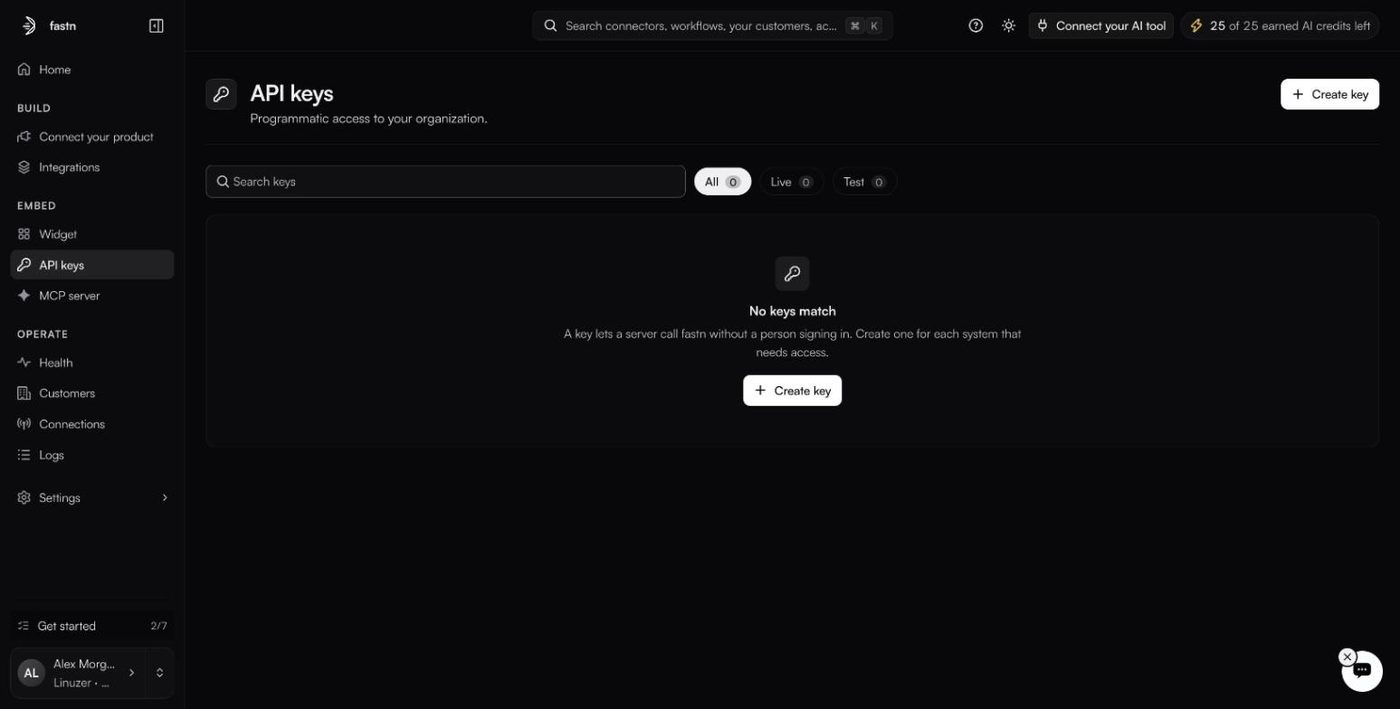 fastn
Search connectors, workflows, your customers, ac... ⌘ K
Connect your AI tool
25 of 25 earned AI credits left
Home
BUILD
Connect your product
Integrations
EMBED
Widget
API keys
MCP server
OPERATE
Health
Customers
Connections
Logs
Settings
Get started 2/7
AL
Alex Morg...
Linuzer · ...
API keys
Programmatic access to your organization.
+ Create key
Search keys
All 0
Live 0
Test 0
No keys match
A key lets a server call fastn without a person signing in. Create one for each system that
needs access.
+ Create key